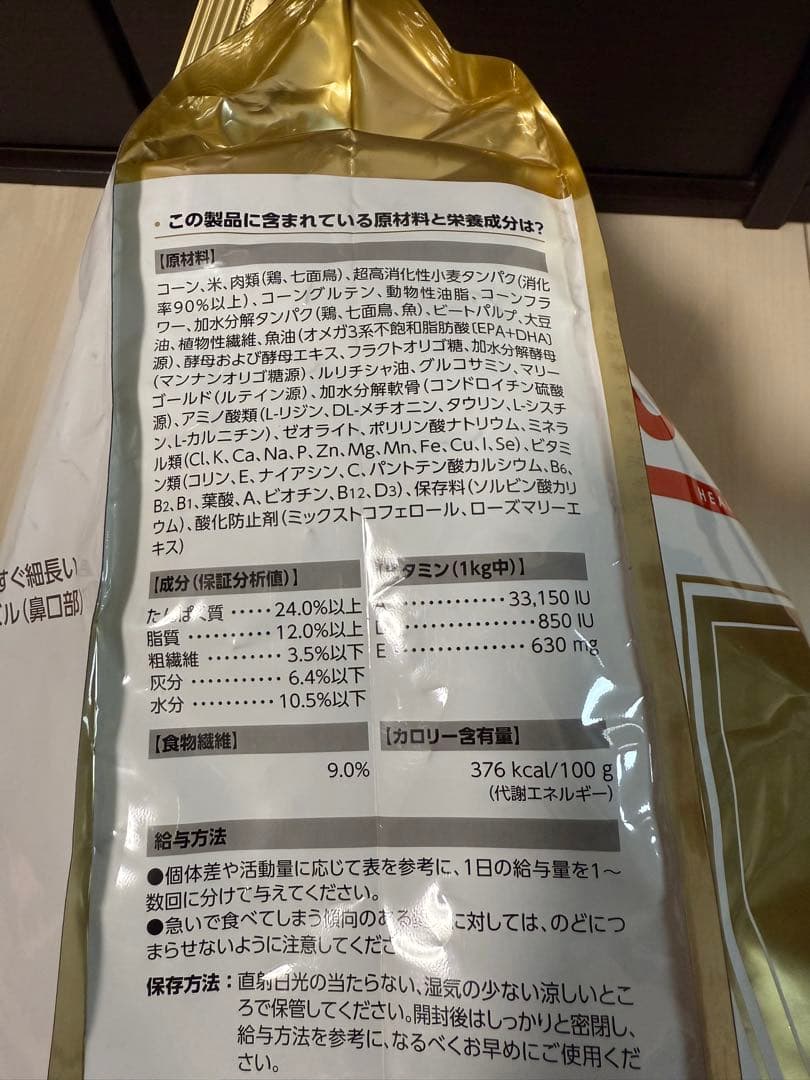 • この製品に含まれている原材料と栄養成分は?
【原材料】
コーン、米、肉類(鶏、七面鳥)、超高消化性小麦タンパク(消化
率90%以上)、コーングルテン、動物性油脂、コーンフラ
ワー、加水分解タンパク(鶏、七面鳥、魚)、ビートパルプ、大豆
油、植物性繊維、魚油(オメガ3系不飽和脂肪酸〔EPA+DHA〕
源)、酵母および酵母エキス、フラクトオリゴ糖、加水分解酵母
(マンナンオリゴ糖源)、ルリチシャ油、グルコサミン、マリー
ゴールド(ルテイン源)、加水分解軟骨(コンドロイチン硫酸
源)、アミノ酸類(L-リジン、DL-メチオニン、タウリン、L-シスチ
ン、L-カルニチン)、ゼオライト、ポリリン酸ナトリウム、ミネラ
ル類(Cl、K、Ca、Na、P、Zn、Mg、Mn、Fe、Cu、I、Se)、ビタミ
ン類(コリン、E、ナイアシン、C、パントテン酸カルシウム、B6、
B2、B1、葉酸、A、ビオチン、B12、D3)、保存料(ソルビン酸カリ
ウム)、酸化防止剤(ミックストコフェロール、ローズマリーエ
キス)
【成分(保証分析値)】
たんぱく質 ····· 24.0%以上
脂質 ·········· 12.0%以上
粗繊維 ········· 3.5%以下
灰分 ··········· 6.4%以下
水分 ·········· 10.5%以下
【ビタミン(1kg中)】
A ············ 33,150 IU
··············· 850 IU
E ·············· 630 mg
【食物繊維】
9.0%
【カロリー含有量】
376 kcal/100 g
(代謝エネルギー)
給与方法
●個体差や活動量に応じて表を参考に、1日の給与量を1〜
数回に分けて与えてください。
●急いで食べてしまう傾向のある に対しては、のどにつ
まらせないように注意してくださ
保存方法:直射日光の当たらない、湿気の少ない涼しいとこ
ろで保管してください。開封後はしっかりと密閉し、
給与方法を参考に、なるべくお早めにご使用くだ
さい。
すぐ細長い
ル(鼻口部)
HEA